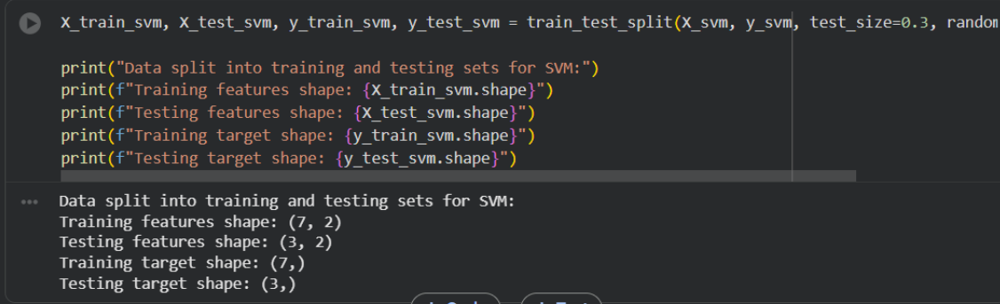 X_train_svm, X_test_svm, y_train_svm, y_test_svm = train_test_split(X_svm, y_svm, test_size=0.3, random
print("Data split into training and testing sets for SVM:")
print(f"Training features shape: {X_train_svm.shape}")
print(f"Testing features shape: {X_test_svm.shape}")
print(f"Training target shape: {y_train_svm.shape}")
print(f"Testing target shape: {y_test_svm.shape}")
Data split into training and testing sets for SVM:
Training features shape: (7, 2)
Testing features shape: (3, 2)
Training target shape: (7,)
Testing target shape: (3,)